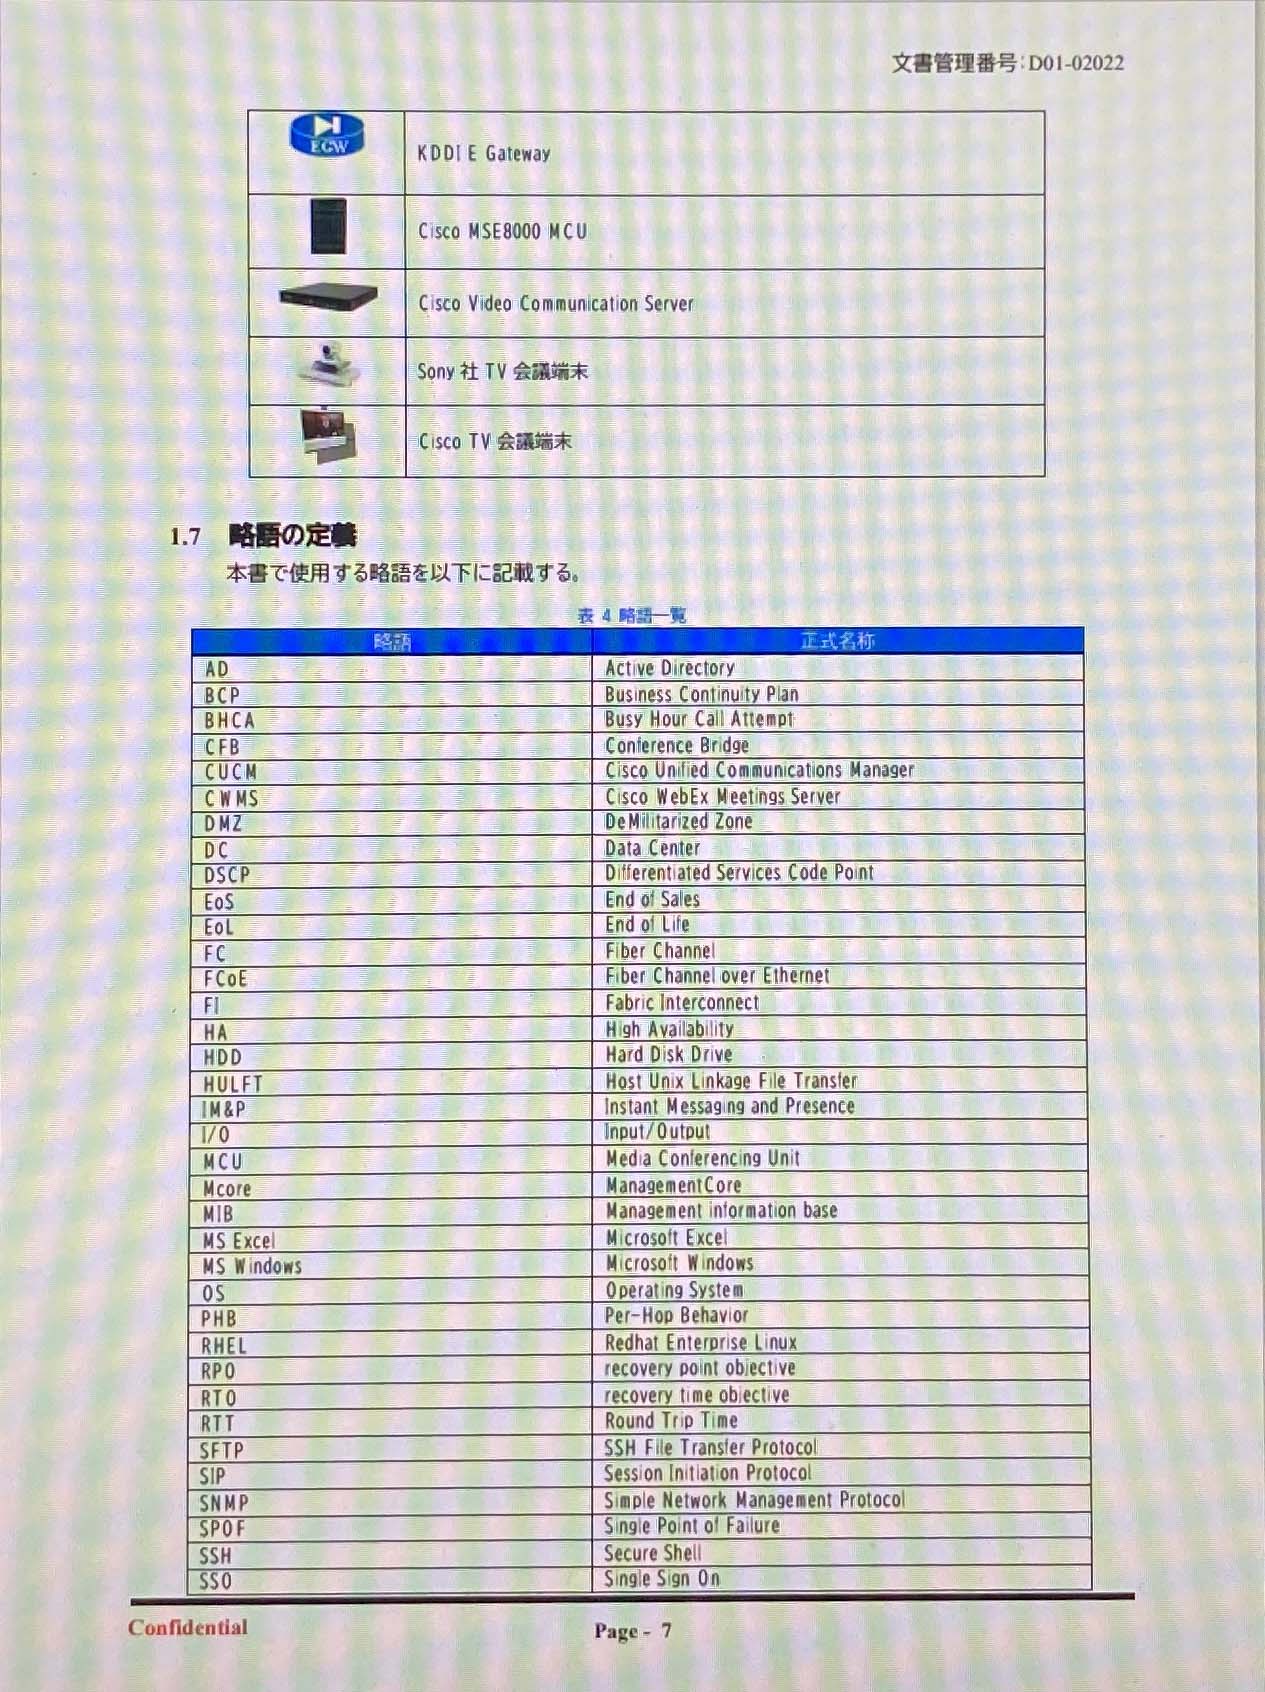 文書管理番号:D01-02022
EGW KDDI E Gateway
Cisco MSE8000 MCU
Cisco Video Communication Server
Sony 社 TV 会議端末
Cisco TV 会議端末
1.7 略語の定義
本書で使用する略語を以下に記載する。
表 4 略語一覧
略語 正式名称
AD Active Directory
BCP Business Continuity Plan
BHCA Busy Hour Call Attempt
CFB Conference Bridge
CUCM Cisco Unified Communications Manager
CWMS Cisco WebEx Meetings Server
DMZ DeMilitarized Zone
DC Data Center
DSCP Differentiated Services Code Point
EoS End of Sales
EoL End of Life
FC Fiber Channel
FCoE Fiber Channel over Ethernet
FI Fabric Interconnect
HA High Availability
HDD Hard Disk Drive
HULFT Host Unix Linkage File Transfer
IM&P Instant Messaging and Presence
I/O Input/Output
MCU Media Conferencing Unit
Mcore ManagementCore
MIB Management information base
MS Excel Microsoft Excel
MS Windows Microsoft Windows
OS Operating System
PHB Per-Hop Behavior
RHEL Redhat Enterprise Linux
RPO recovery point objective
RTO recovery time objective
RTT Round Trip Time
SFTP SSH File Transfer Protocol
SIP Session Initiation Protocol
SNMP Simple Network Management Protocol
SPOF Single Point of Failure
SSH Secure Shell
SSO Single Sign On
Confidential Page - 7